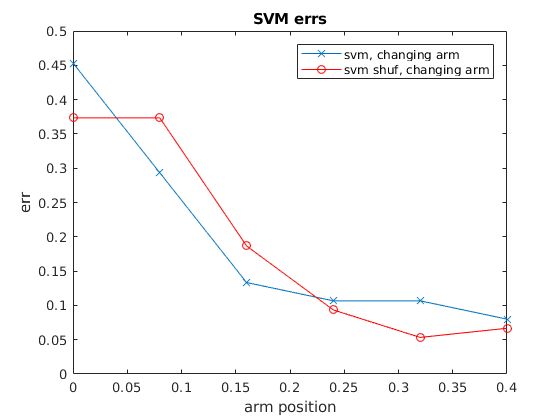 SVM errs
svm, changing arm
svm shuf, changing arm
0.5
0.45
0.4
0.35
0.3
0.25
0.2
0.15
0.1
0.05
0
err
0 0.05 0.1 0.15 0.2 0.25 0.3 0.35 0.4
arm position